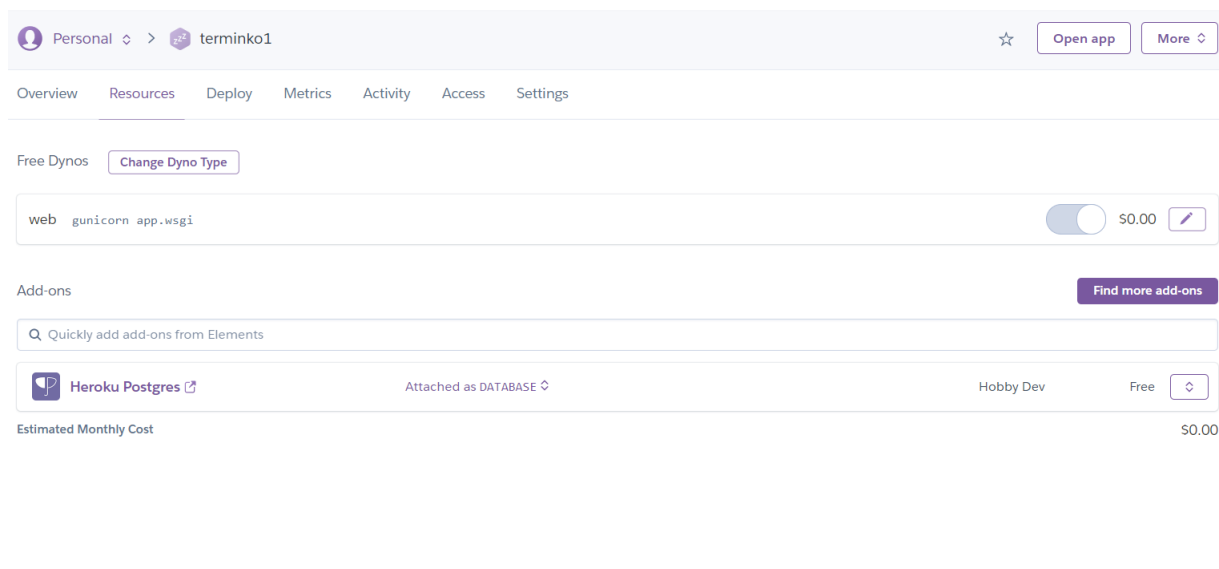 Personal > terminko1 Open app More
Overview Resources Deploy Metrics Activity Access Settings
Free Dynos Change Dyno Type
web gunicorn app.wsgi $0.00
Add-ons Find more add-ons
Quickly add add-ons from Elements
Heroku Postgres Attached as DATABASE Hobby Dev Free
Estimated Monthly Cost $0.00